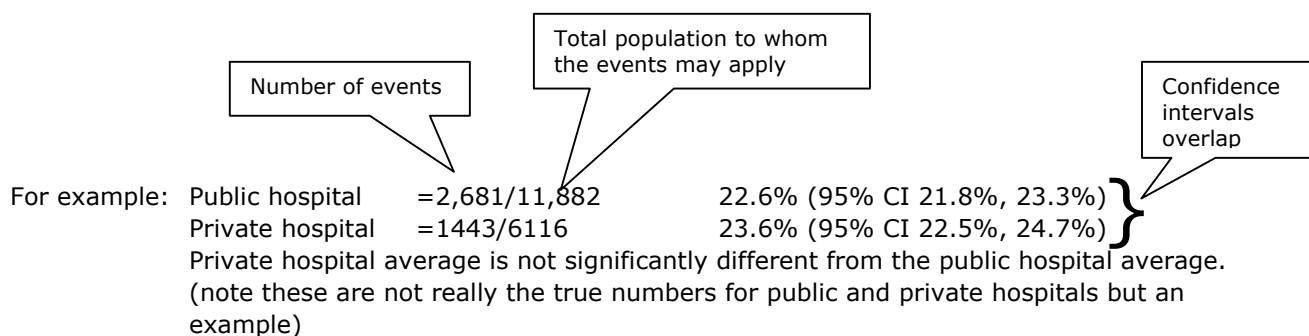 Total population to whom
the events may apply
Number of events
Confidence
intervals
overlap
For example: Public hospital =2,681/11,882 22.6% (95% CI 21.8%, 23.3%)
Private hospital =1443/6116 23.6% (95% CI 22.5%, 24.7%)
}
Private hospital average is not significantly different from the public hospital average.
(note these are not really the true numbers for public and private hospitals but an
example)